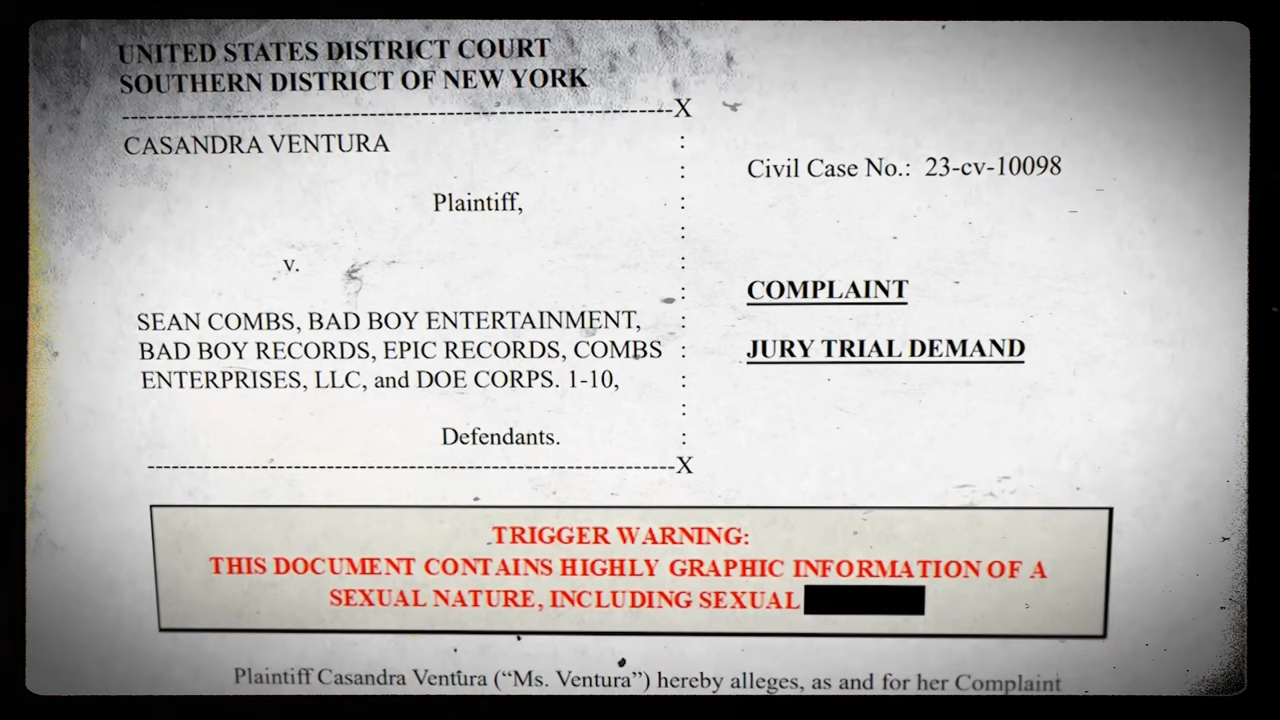 UNITED STATES DISTRICT COURT
SOUTHERN DISTRICT OF NEW YORK
------------------------------------------------------------------------X
CASANDRA VENTURA
Civil Case No.: 23-cv-10098
Plaintiff,
v.
COMPLAINT
SEAN COMBS, BAD BOY ENTERTAINMENT,
BAD BOY RECORDS, EPIC RECORDS, COMBS
JURY TRIAL DEMAND
ENTERPRISES, LLC, and DOE CORPS. 1-10,
Defendants.
------------------------------------------------------------------------X
TRIGGER WARNING:
THIS DOCUMENT CONTAINS HIGHLY GRAPHIC INFORMATION OF A
SEXUAL NATURE, INCLUDING SEXUAL
Plaintiff Casandra Ventura (“Ms. Ventura”) hereby alleges, as and for her Complaint